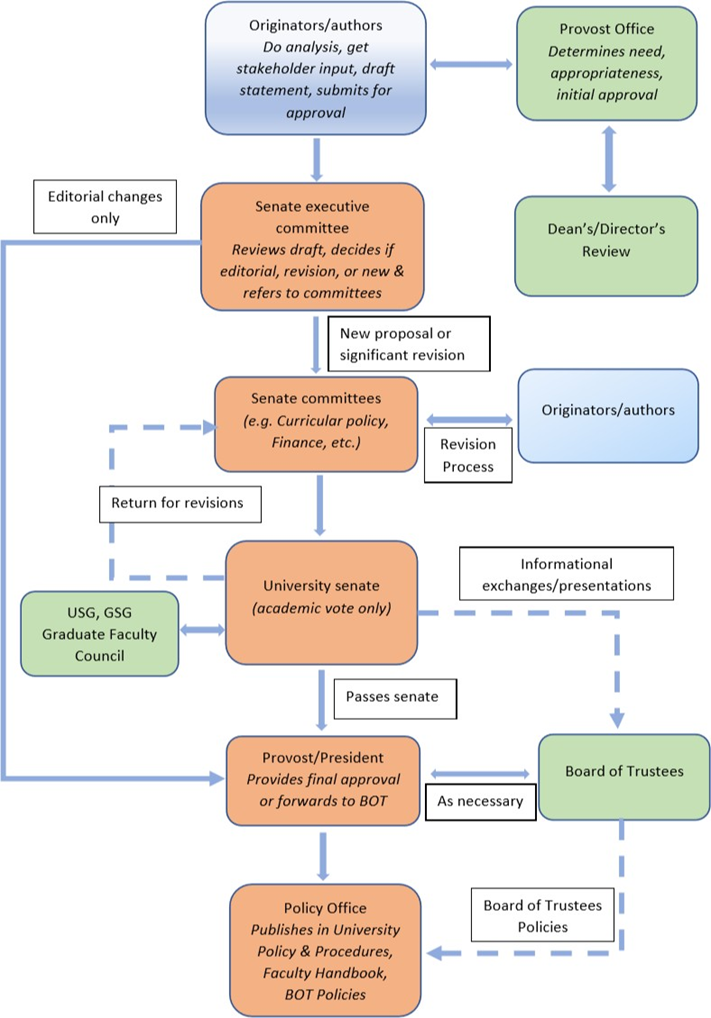 Originators/authors
Do analysis, get
stakeholder input, draft
statement, submits for
approval
Provost Office
Determines need,
appropriateness,
initial approval
Editorial changes
only
Senate executive
committee
Reviews draft, decides if
editorial, revision, or new &
refers to committees
Dean's/Director's
Review
New proposal or
significant revision
Senate committees
(e.g. Curricular policy,
Finance, etc.)
Revision
Process
Originators/authors
Return for revisions
University senate
(academic vote only)
Informational
exchanges/presentations
USG, GSG
Graduate Faculty
Council
Passes senate
Provost/President
Provides final approval
or forwards to BOT
As necessary
Board of Trustees
Policy Office
Publishes in University
Policy & Procedures,
Faculty Handbook,
BOT Policies
Board of Trustees
Policies